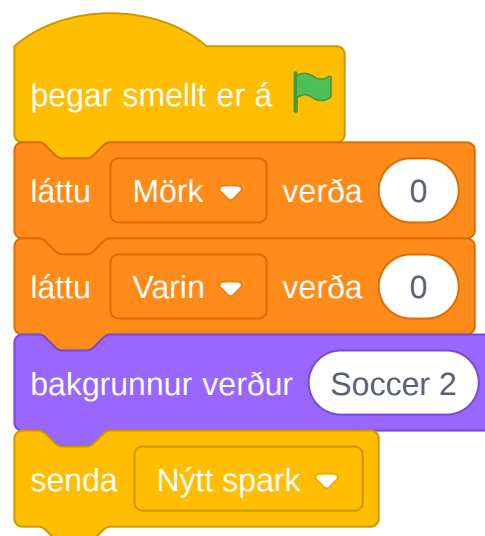 þegar smellt er á
láttu Mörk verða 0
láttu Varin verða 0
bakgrunnur verður Soccer 2
senda Nýtt spark